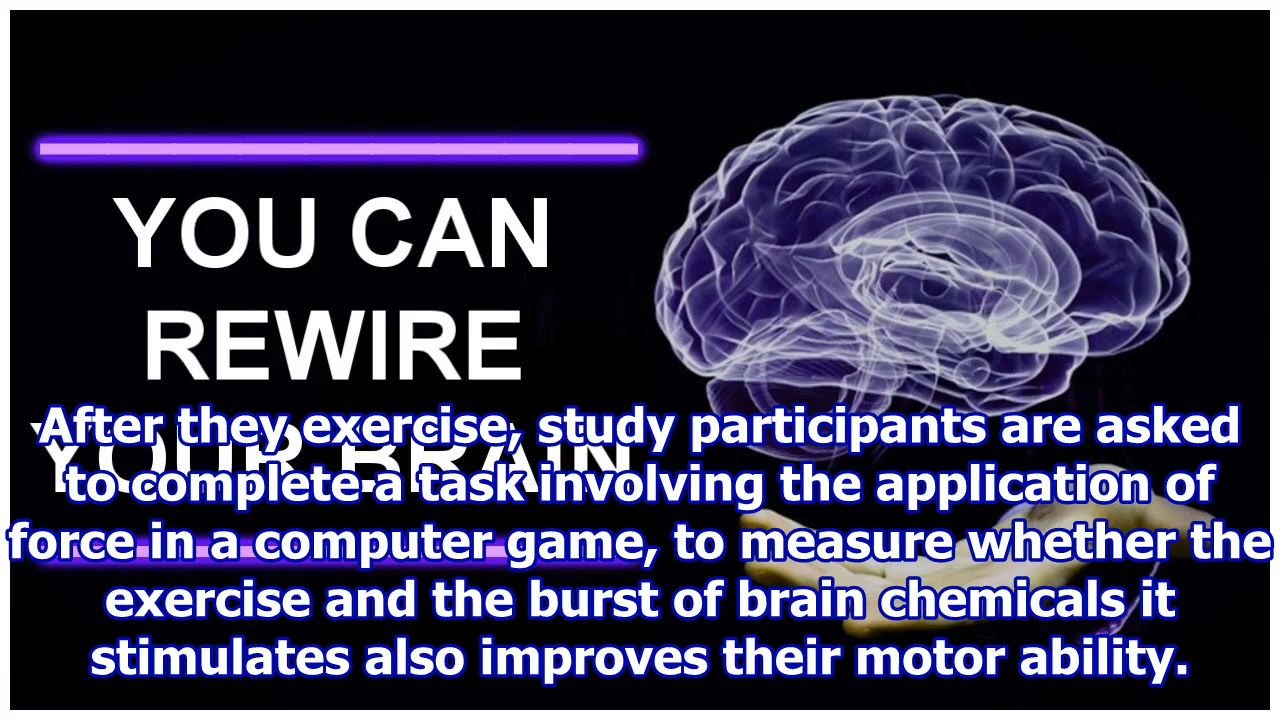 YOU CAN
REWIRE
YOUR BRAIN
After they exercise, study participants are asked
to complete a task involving the application of
force in a computer game, to measure whether the
exercise and the burst of brain chemicals it
stimulates also improves their motor ability.